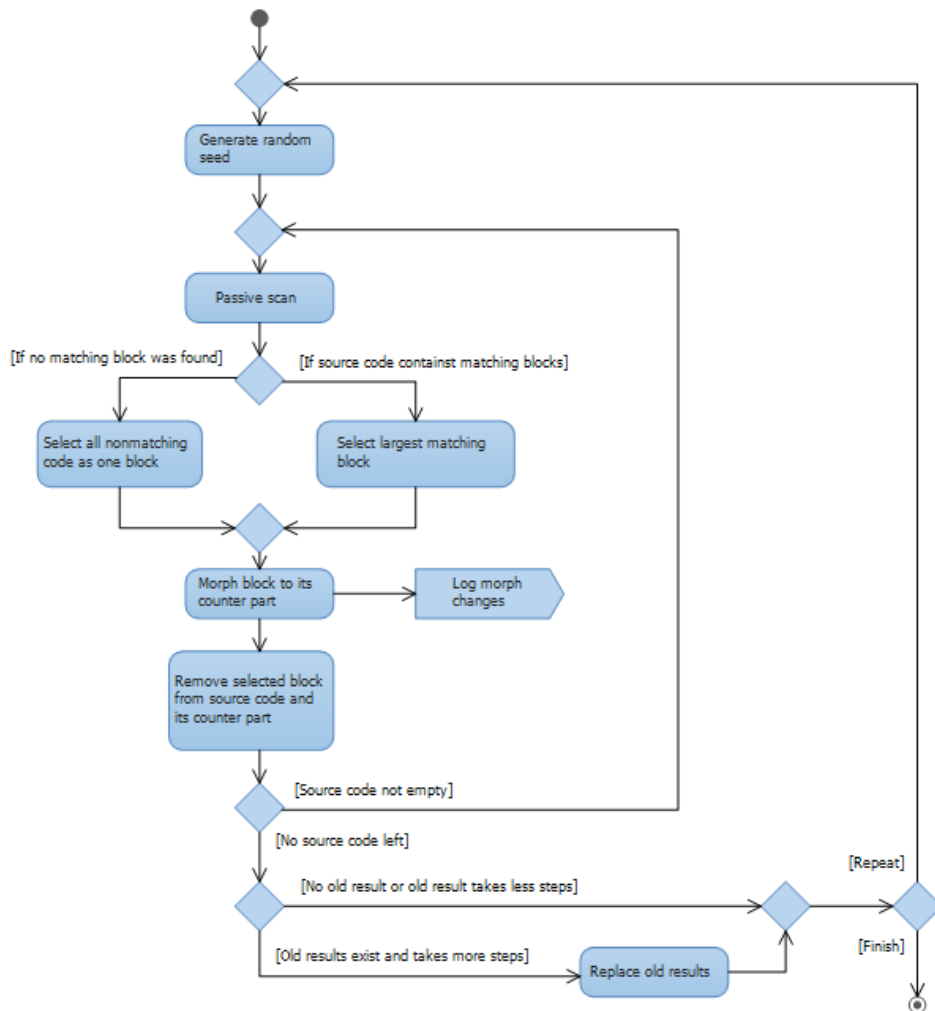 Generate random
seed
Passive scan
[If no matching block was found]
[If source code containst matching blocks]
Select all nonmatching
code as one block
Select largest matching
block
Morph block to its
counter part
Log morph
changes
Remove selected block
from source code and
its counter part
[Source code not empty]
[No source code left]
[No old result or old result takes less steps]
[Repeat]
[Old results exist and takes more steps]
Replace old results
[Finish]